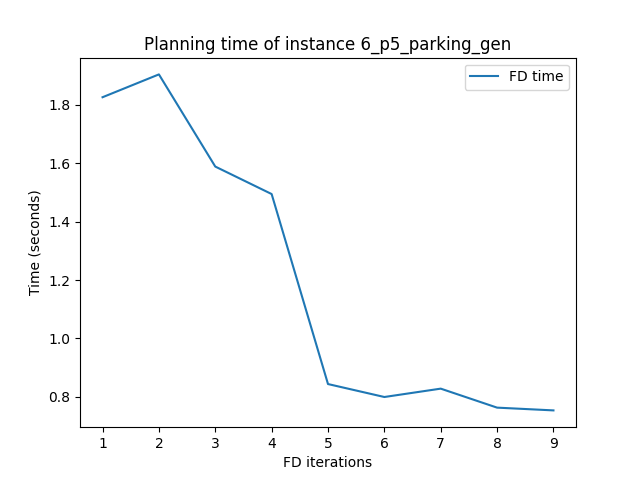 Planning time of instance 6_p5_parking_gen
FD time
Time (seconds)
1.8
1.6
1.4
1.2
1.0
0.8
1 2 3 4 5 6 7 8 9
FD iterations